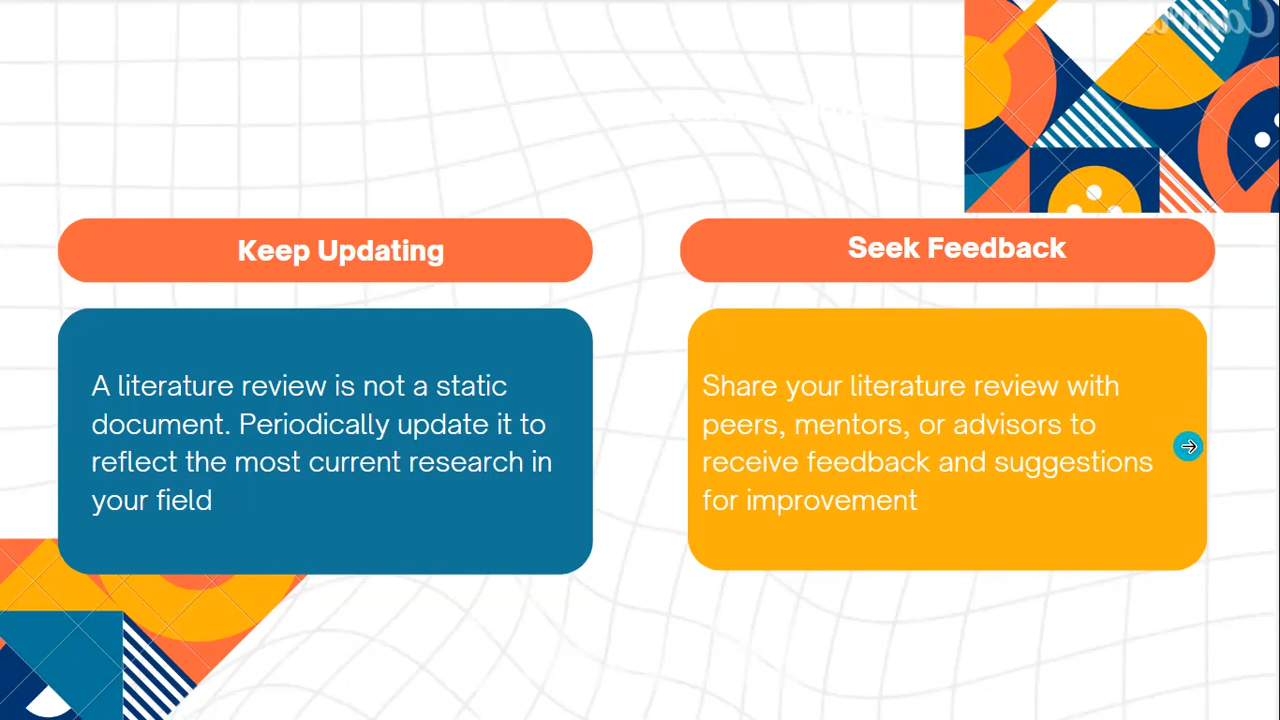 Keep Updating
A literature review is not a static
document. Periodically update it to
reflect the most current research in
your field
Seek Feedback
Share your literature review with
peers, mentors, or advisors to
receive feedback and suggestions
for improvement